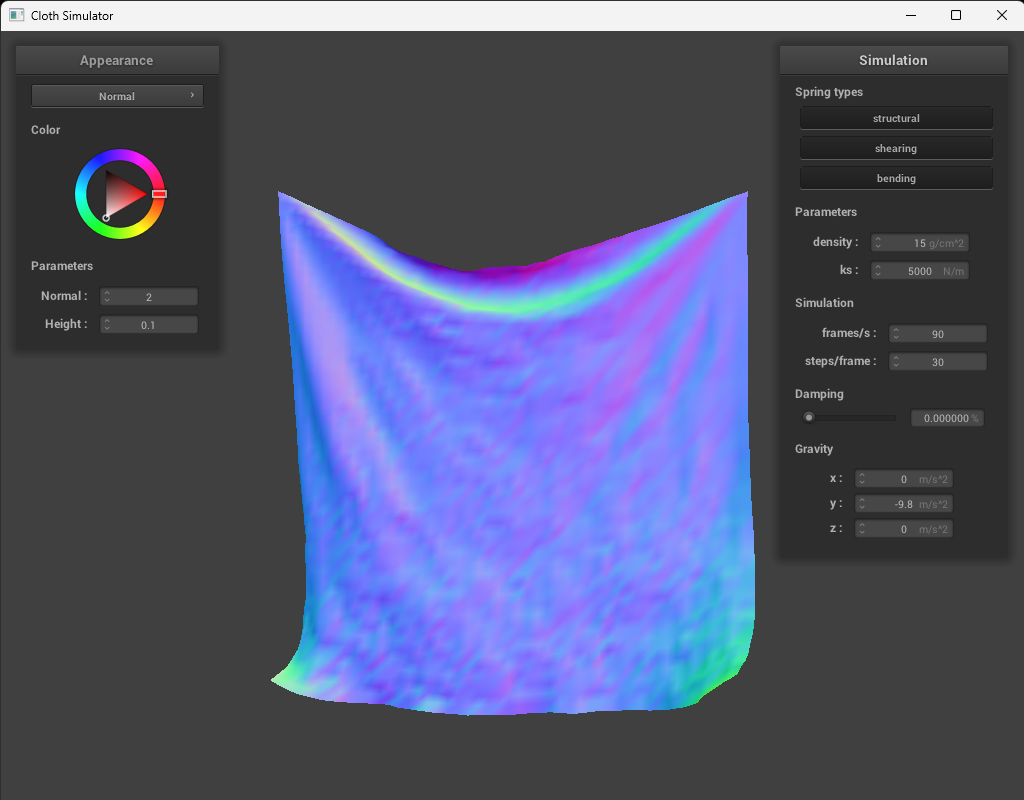 Cloth Simulator
Appearance
Normal
Color
Parameters
Normal : 2
Height : 0.1
Simulation
Spring types
structural
shearing
bending
Parameters
density : 15 g/cm^2
ks : 5000 N/m
Simulation
frames/s : 90
steps/frame : 30
Damping
0.000000 %
Gravity
x : 0 m/s^2
y : -9.8 m/s^2
z : 0 m/s^2